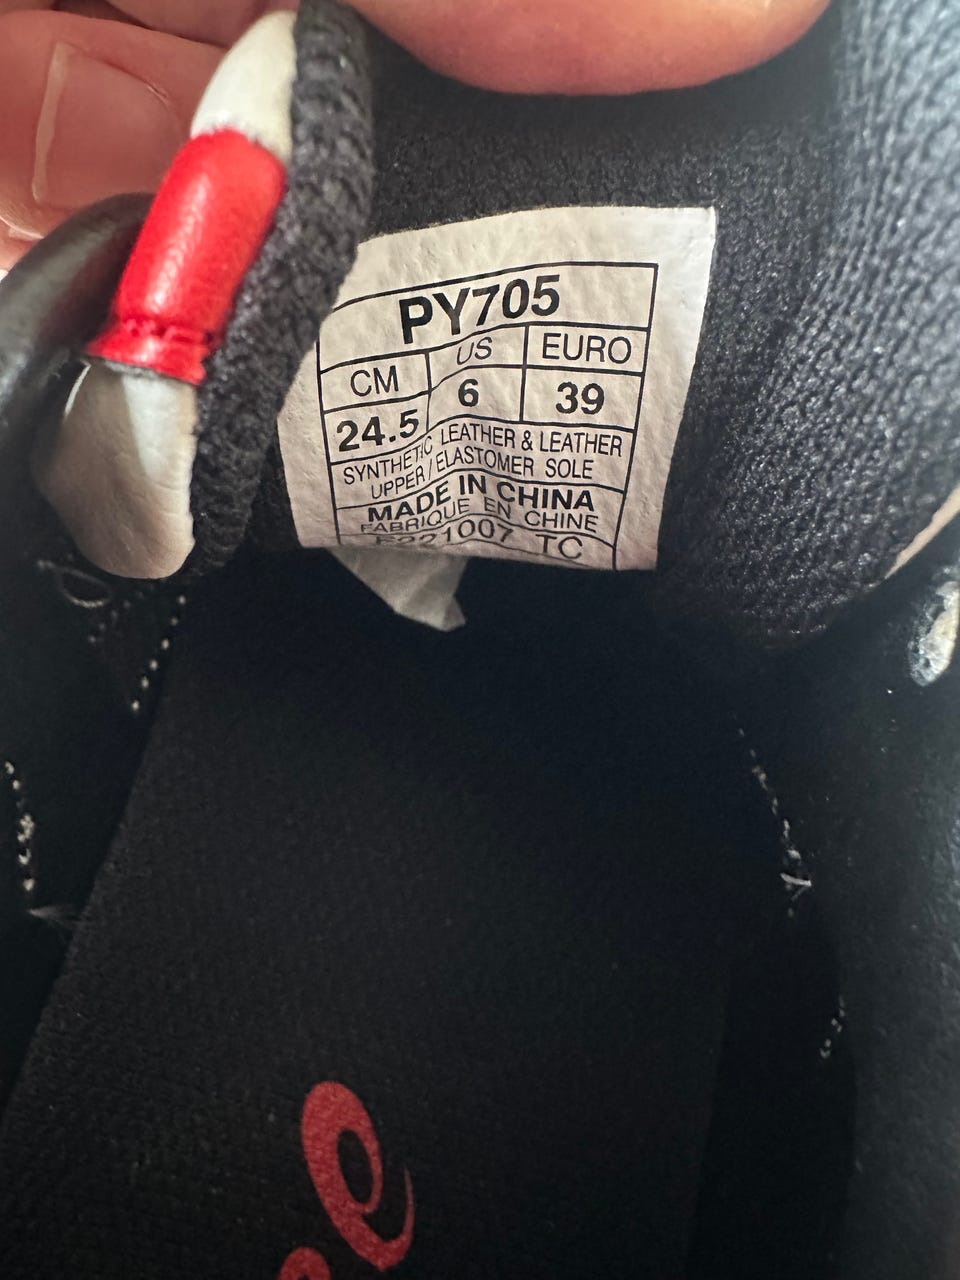 PY705
CM US EURO
24.5 6 39
SYNTHETIC LEATHER & LEATHER
UPPER / ELASTOMER SOLE
MADE IN CHINA
FABRIQUE EN CHINE
221007 TC